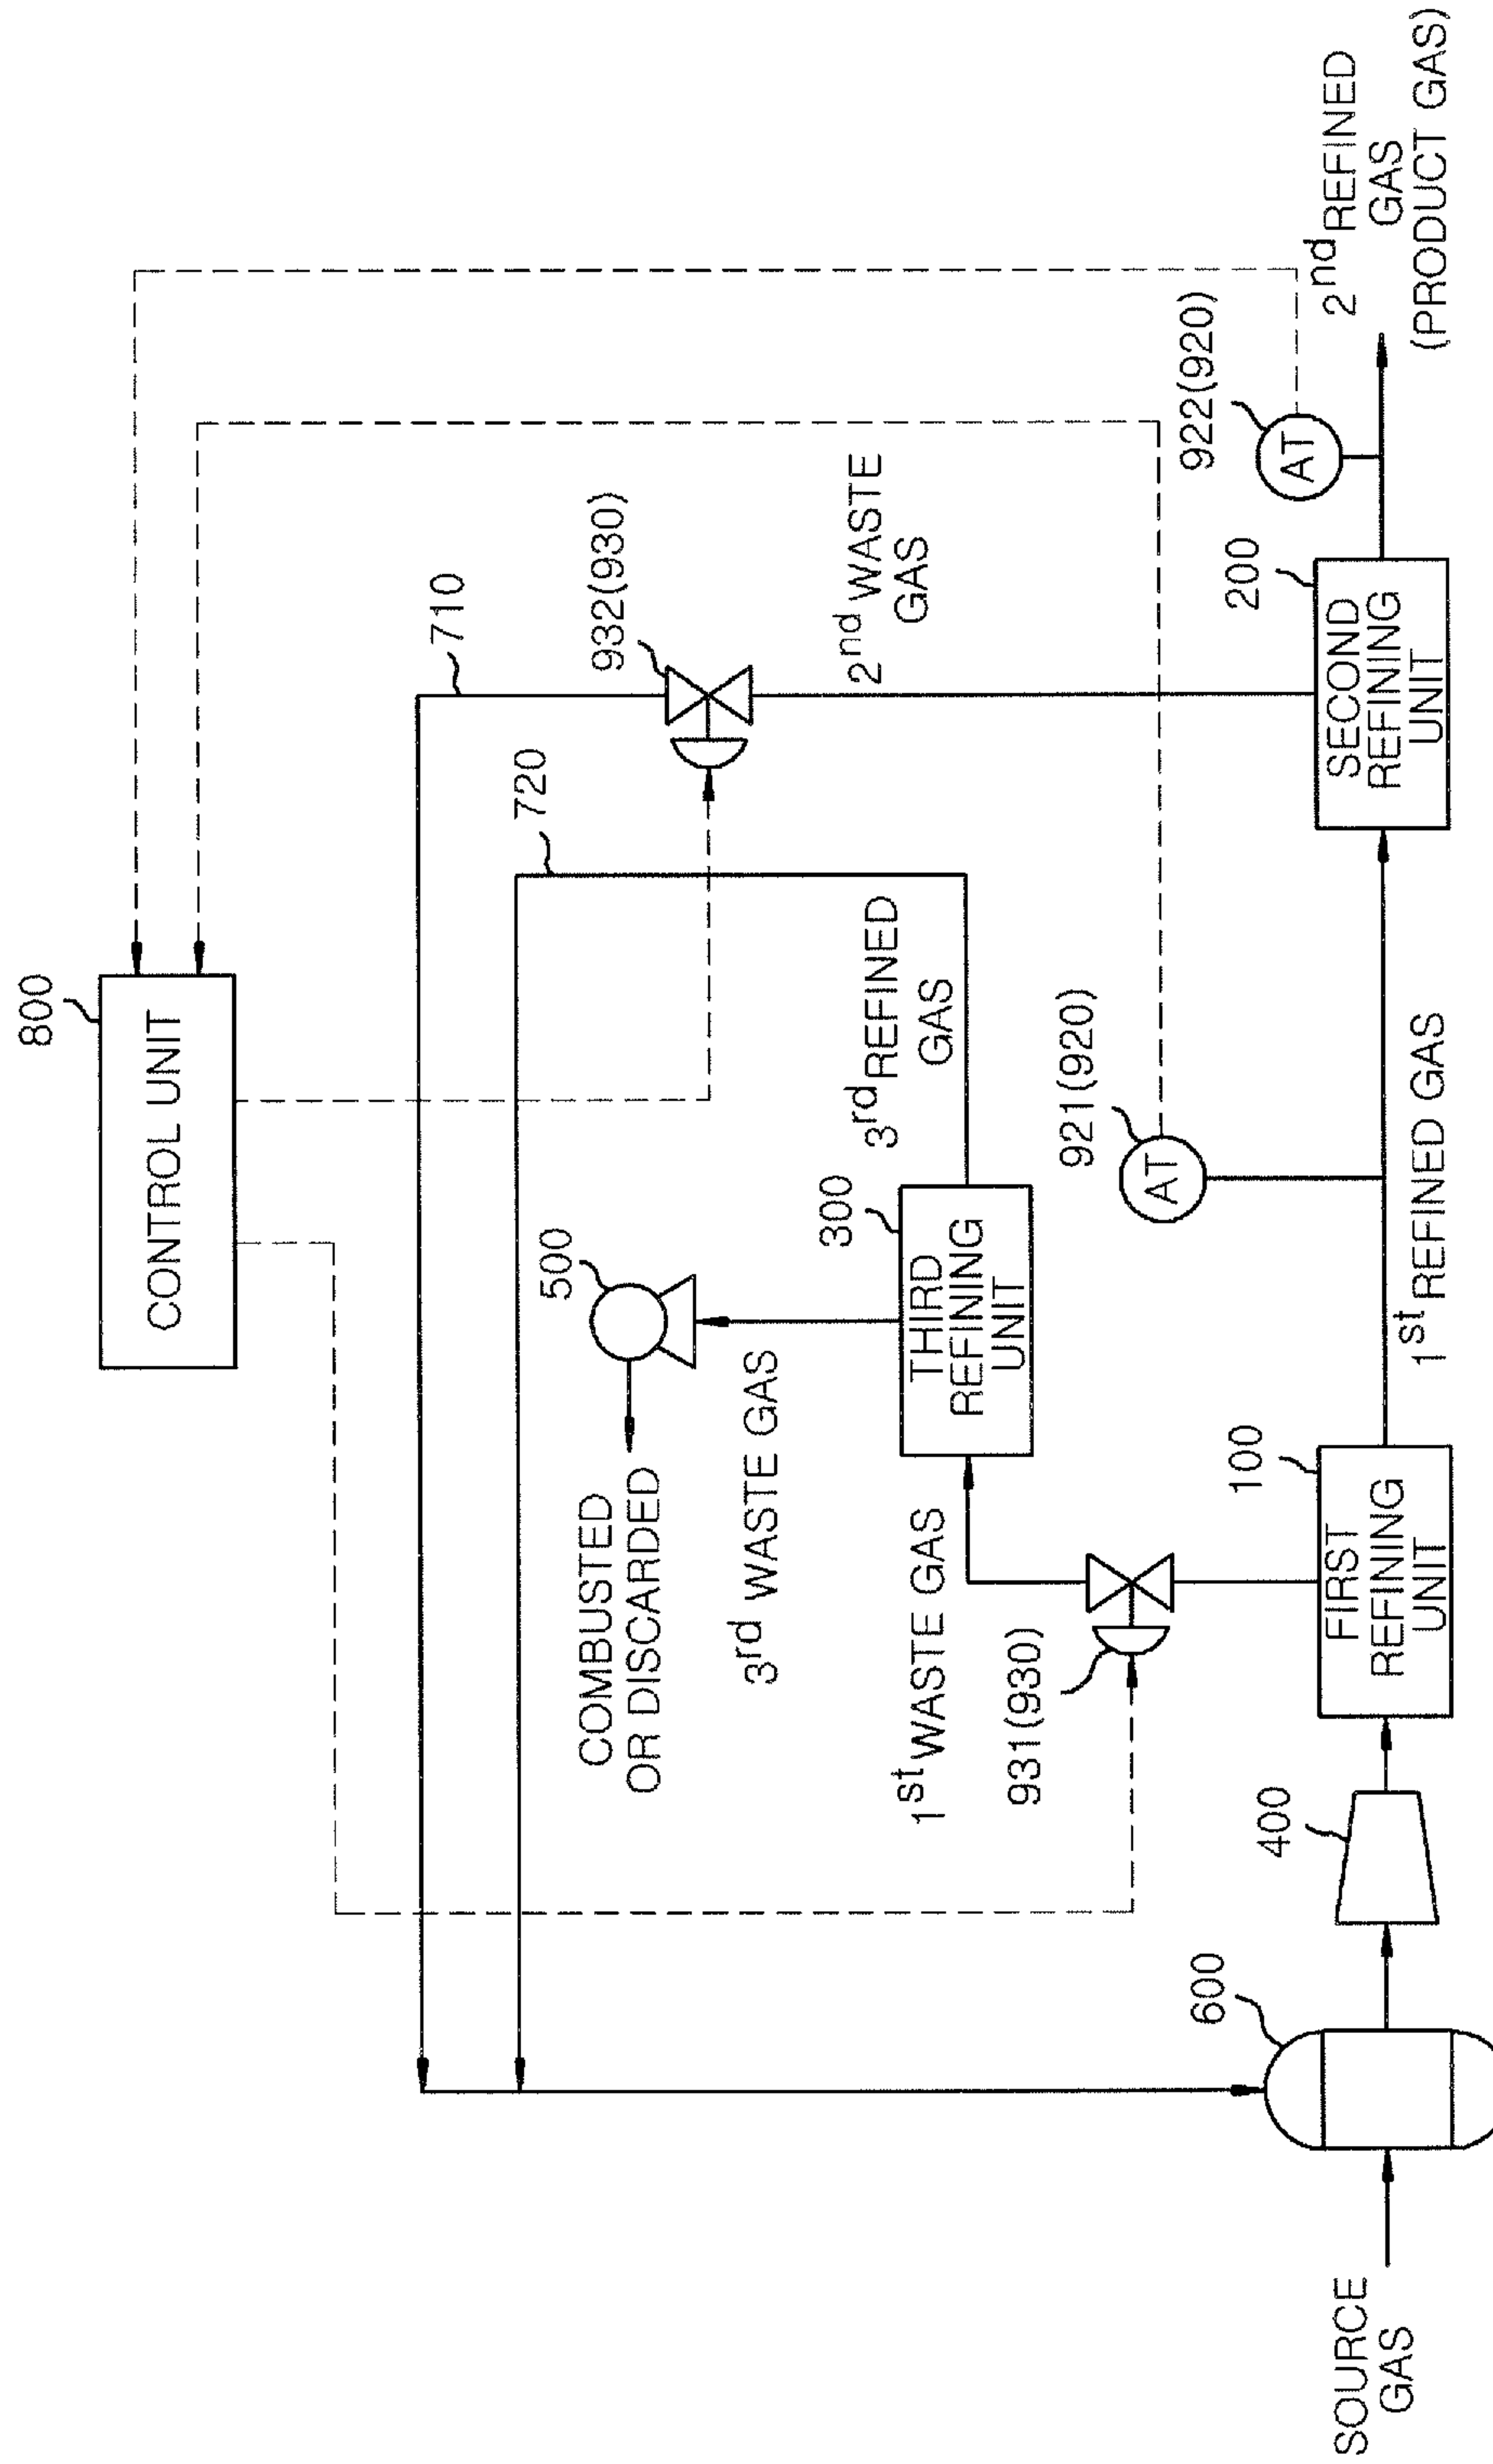 800
CONTROL UNIT
710
932(930)
720
2nd WASTE
GAS
500
COMBUSTED
OR DISCARDED
3rd WASTE GAS
300
THIRD
REFINING
UNIT
3rd REFINED
GAS
1st WASTE GAS
931(930)
921(920)
AT
922(920)
AT
600
400
100
FIRST
REFINING
UNIT
1st REFINED GAS
200
SECOND
REFINING
UNIT
2nd REFINED
GAS
(PRODUCT GAS)
SOURCE
GAS